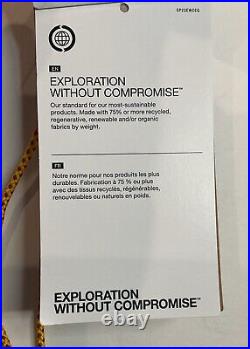 EN
EXPLORATION
WITHOUT COMPROMISE™
Our standard for our most-sustainable
products. Made with 75% or more recycled,
regenerative, renewable and/or organic
fabrics by weight.
FR
Notre norme pour nos produits les plus
durables. Fabrication à 75 % ou plus
avec des tissus recyclés, régénérables,
renouvelables ou naturels en poids.
EXPLORATION
WITHOUT COMPROMISE™